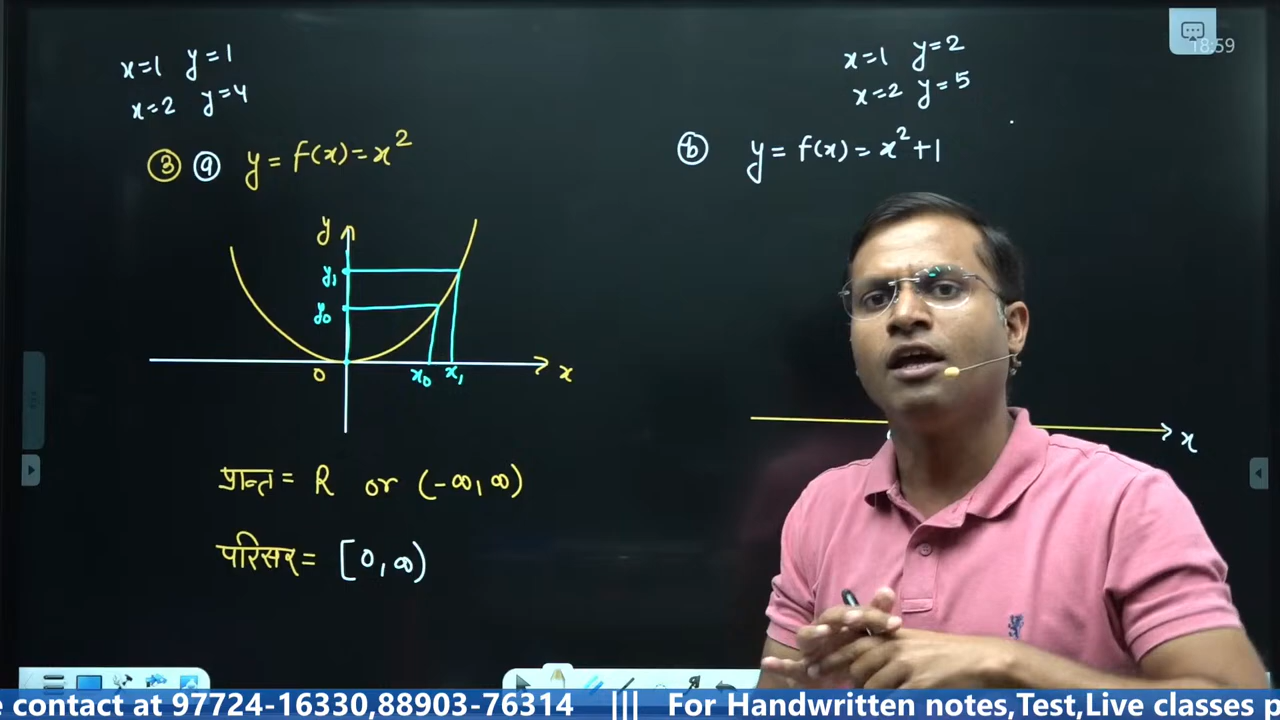 x=1 y=1
x=2 y=4
③ ⓐ y = f(x) = x²
y
y₁
y₀
0
x₀ x₁
x
प्रान्त = R or (-∞, ∞)
परिसर = [0, ∞)
18:59
x=1 y=2
x=2 y=5
ⓑ y = f(x) = x²+1
x
e contact at 97724-16330,88903-76314 ||| For Handwritten notes,Test,Live classes p